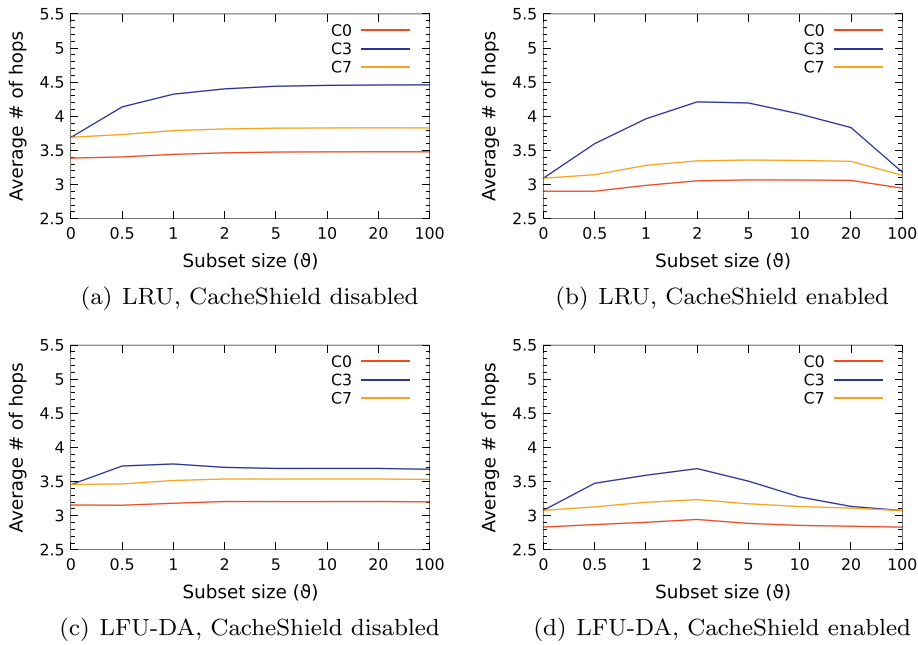 Average # of hops
5.5
5
4.5
4
3.5
3
2.5
C0
C3
C7
0 0.5 1 2 5 10 20 100
Subset size (ϑ)
(a) LRU, CacheShield disabled
Average # of hops
5.5
5
4.5
4
3.5
3
2.5
C0
C3
C7
0 0.5 1 2 5 10 20 100
Subset size (ϑ)
(b) LRU, CacheShield enabled
Average # of hops
5.5
5
4.5
4
3.5
3
2.5
C0
C3
C7
0 0.5 1 2 5 10 20 100
Subset size (ϑ)
(c) LFU-DA, CacheShield disabled
Average # of hops
5.5
5
4.5
4
3.5
3
2.5
C0
C3
C7
0 0.5 1 2 5 10 20 100
Subset size (ϑ)
(d) LFU-DA, CacheShield enabled